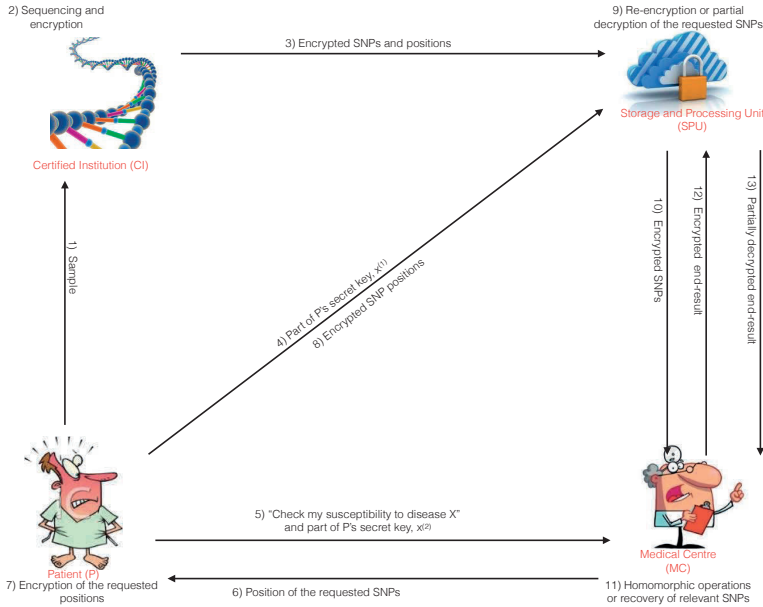 2) Sequencing and
encryption
9) Re-encryption or partial
decryption of the requested SNPs
3) Encrypted SNPs and positions
Storage and Processing Unit
(SPU)
Certified Institution (CI)
1) Sample
4) Part of P's secret key, x(1)
8) Encrypted SNP positions
10) Encrypted SNPs
12) Encrypted end-result
13) Partially decrypted end-result
5) “Check my susceptibility to disease X”
and part of P's secret key, x(2)
Patient (P)
Medical Centre
(MC)
7) Encryption of the requested
positions
6) Position of the requested SNPs
11) Homomorphic operations
or recovery of relevant SNPs